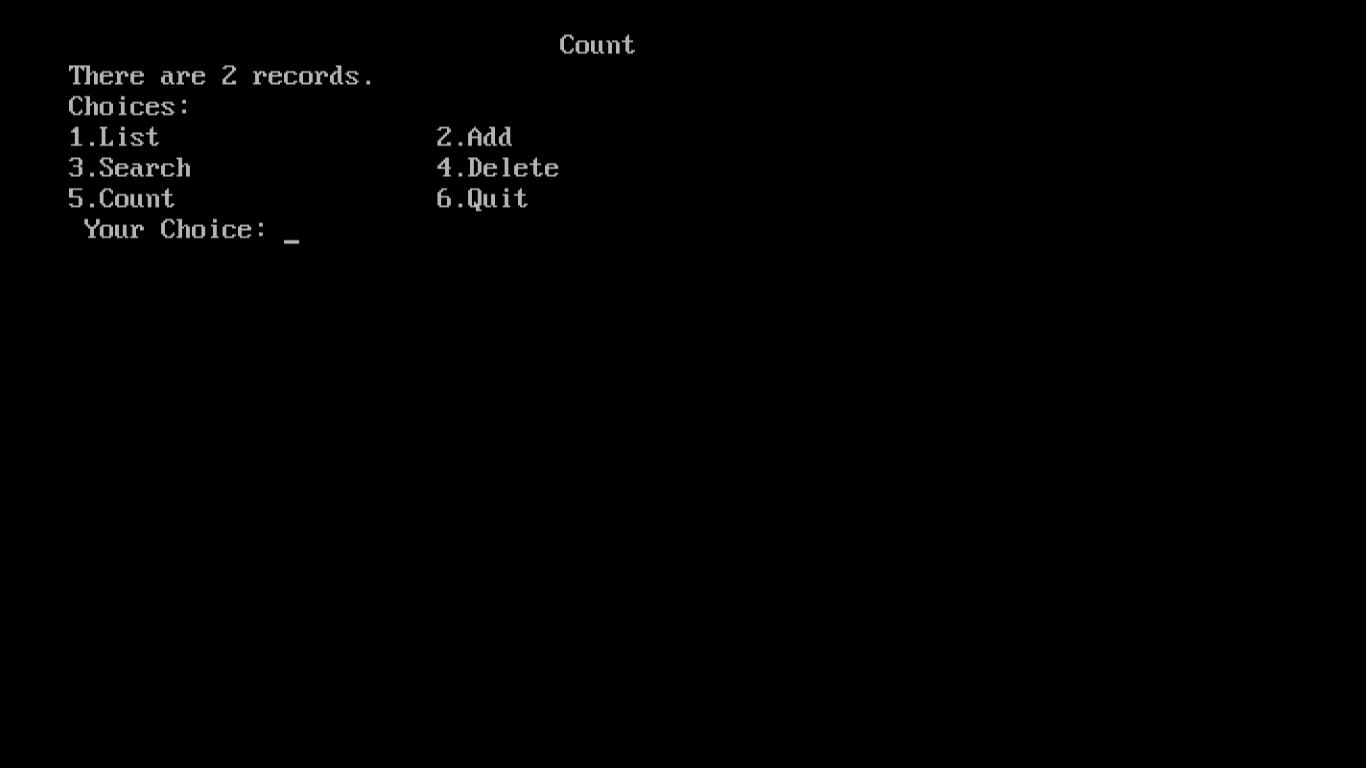 Count
There are 2 records.
Choices:
1.List 2.Add
3.Search 4.Delete
5.Count 6.Quit
Your Choice: _